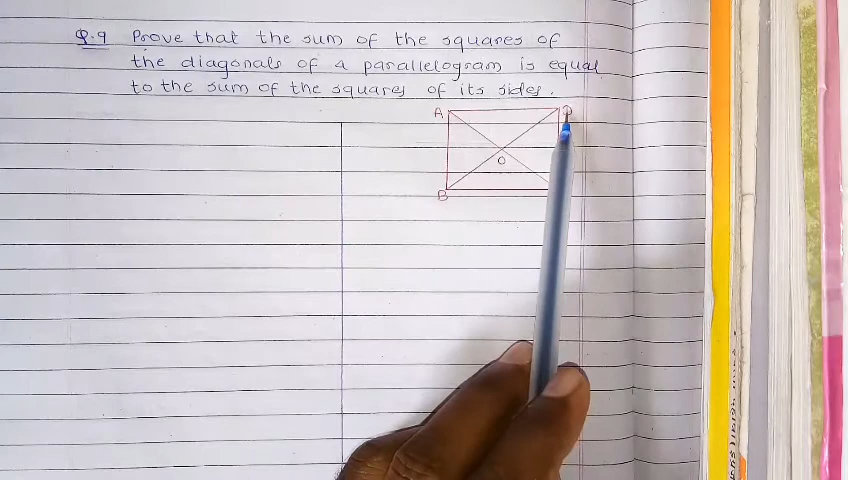 Q.9 Prove that the sum of the squares of
the diagonals of a parallelogram is equal
to the sum of the squares of its sides.
A D
O
B